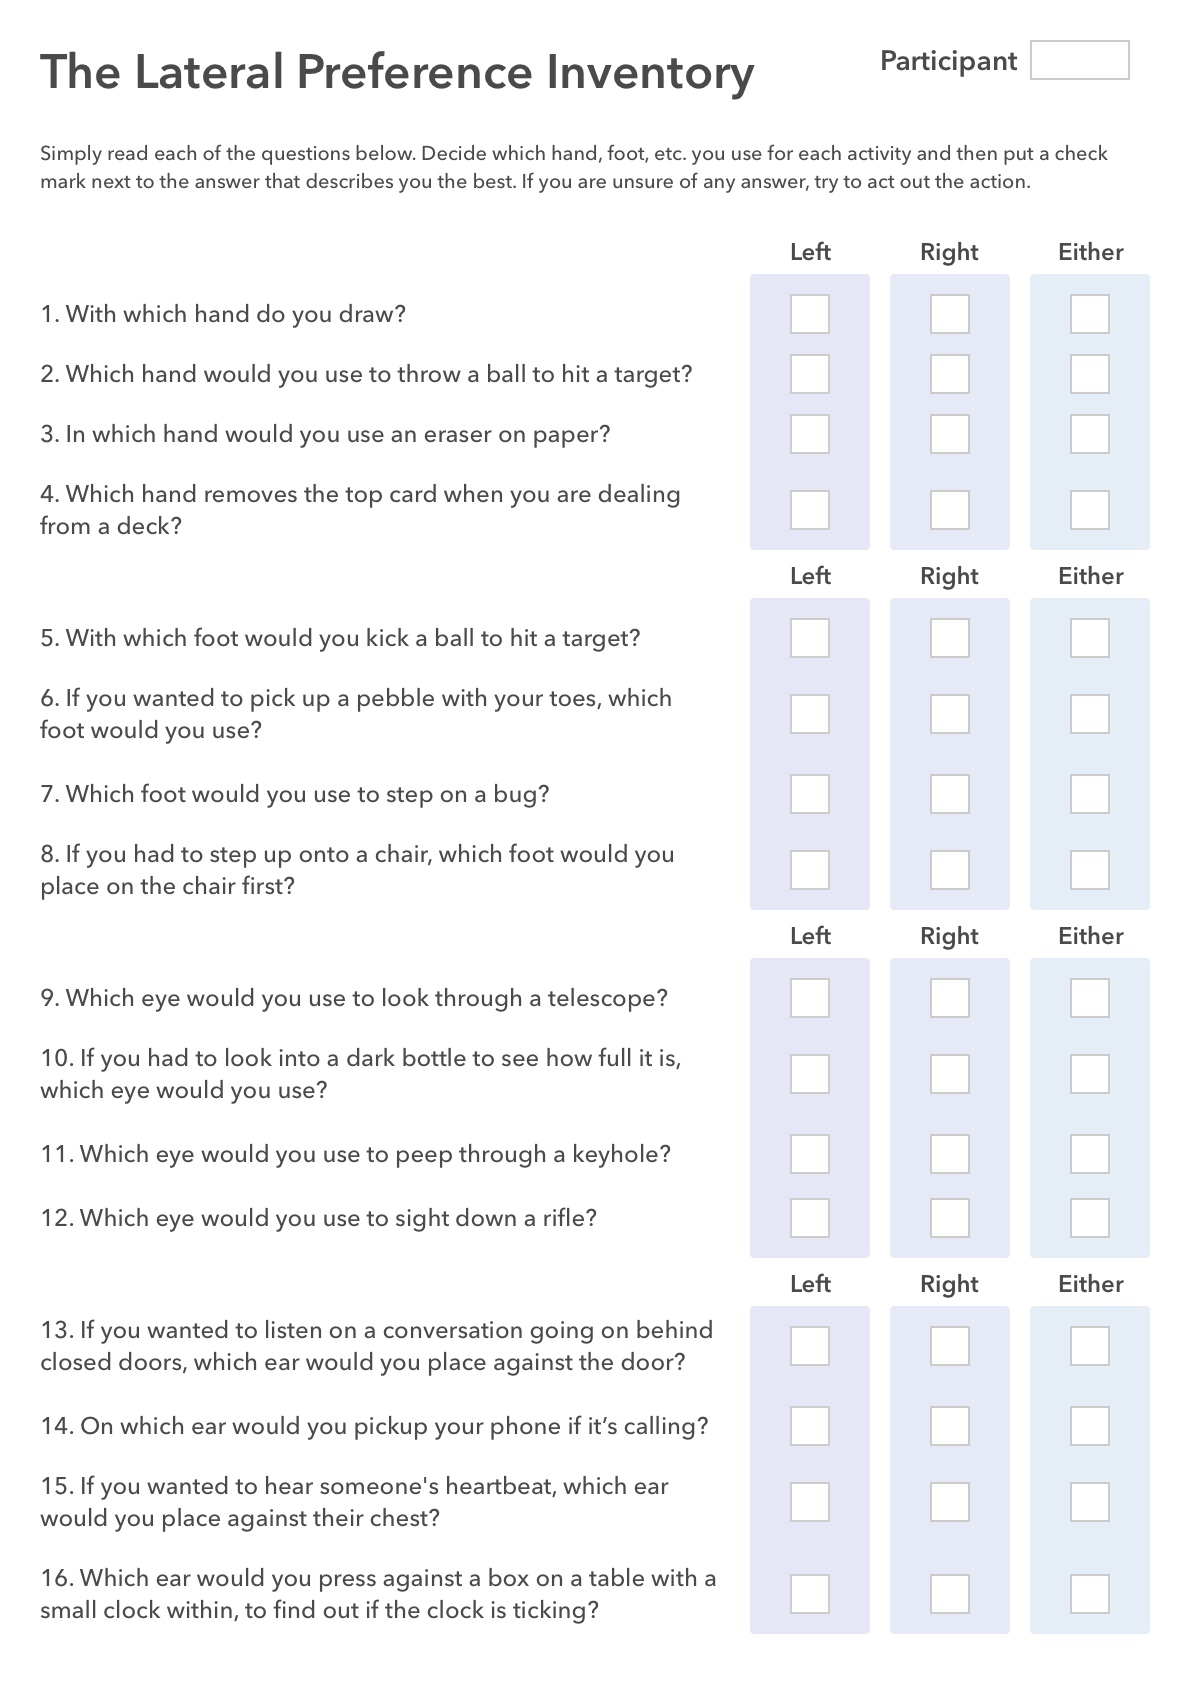 The Lateral Preference Inventory
Participant
Simply read each of the questions below. Decide which hand, foot, etc. you use for each activity and then put a check
mark next to the answer that describes you the best. If you are unsure of any answer, try to act out the action.
Left Right Either
1. With which hand do you draw?
2. Which hand would you use to throw a ball to hit a target?
3. In which hand would you use an eraser on paper?
4. Which hand removes the top card when you are dealing
from a deck?
Left Right Either
5. With which foot would you kick a ball to hit a target?
6. If you wanted to pick up a pebble with your toes, which
foot would you use?
7. Which foot would you use to step on a bug?
8. If you had to step up onto a chair, which foot would you
place on the chair first?
Left Right Either
9. Which eye would you use to look through a telescope?
10. If you had to look into a dark bottle to see how full it is,
which eye would you use?
11. Which eye would you use to peep through a keyhole?
12. Which eye would you use to sight down a rifle?
Left Right Either
13. If you wanted to listen on a conversation going on behind
closed doors, which ear would you place against the door?
14. On which ear would you pickup your phone if it’s calling?
15. If you wanted to hear someone's heartbeat, which ear
would you place against their chest?
16. Which ear would you press against a box on a table with a
small clock within, to find out if the clock is ticking?